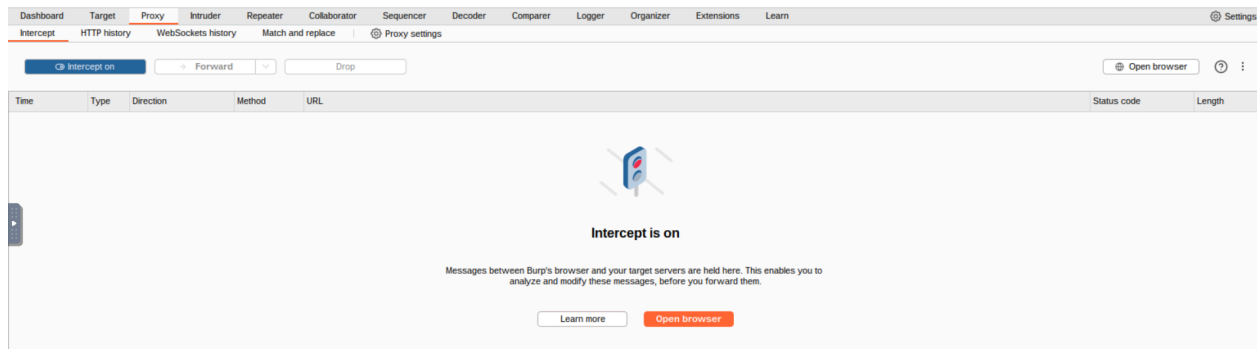 Dashboard Target Proxy Intruder Repeater Collaborator Sequencer Decoder Comparer Logger Organizer Extensions Learn Settings
Intercept HTTP history WebSockets history Match and replace Proxy settings
Intercept on Forward Drop Open browser
Time Type Direction Method URL Status code Length
Intercept is on
Messages between Burp's browser and your target servers are held here. This enables you to
analyze and modify these messages, before you forward them.
Learn more Open browser